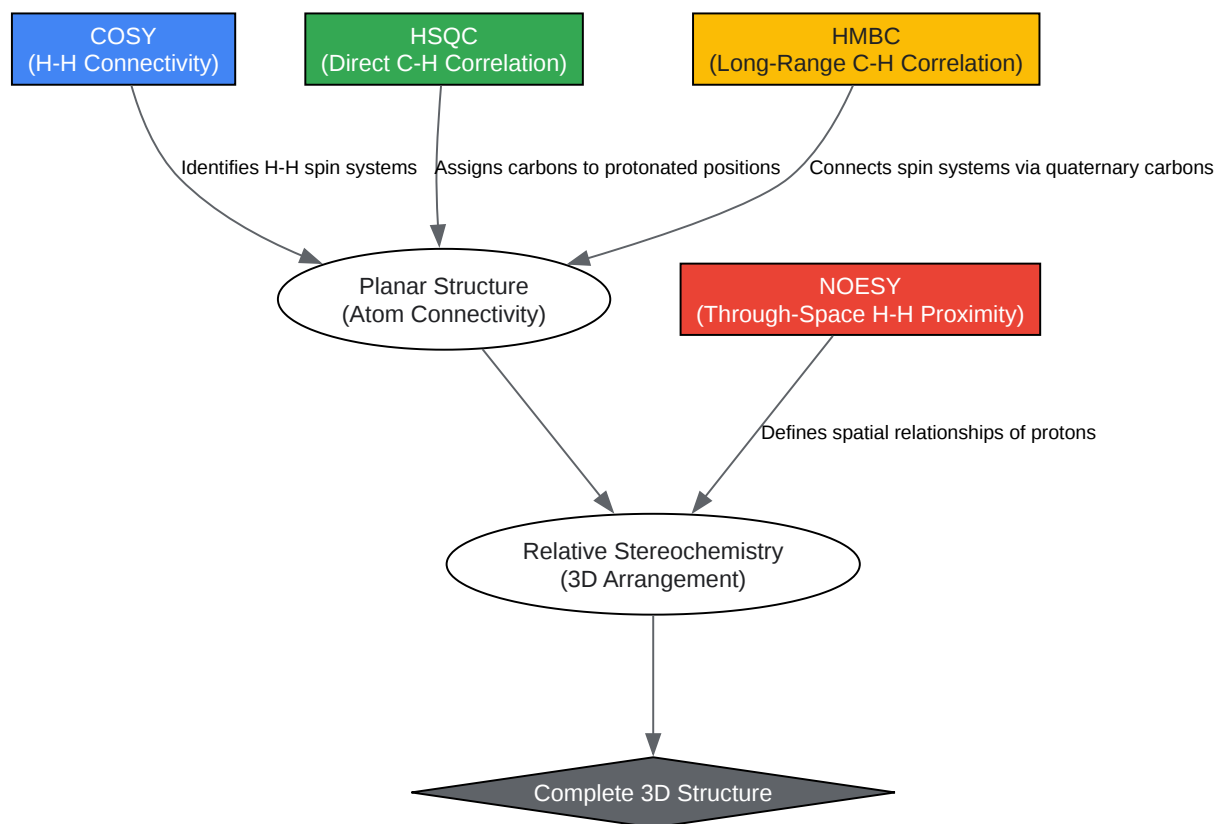 COSY
(H-H Connectivity)
HSQC
(Direct C-H Correlation)
HMBC
(Long-Range C-H Correlation)
Identifies H-H spin systems
Assigns carbons to protonated positions
Connects spin systems via quaternary carbons
Planar Structure
(Atom Connectivity)
NOESY
(Through-Space H-H Proximity)
Defines spatial relationships of protons
Relative Stereochemistry
(3D Arrangement)
Complete 3D Structure